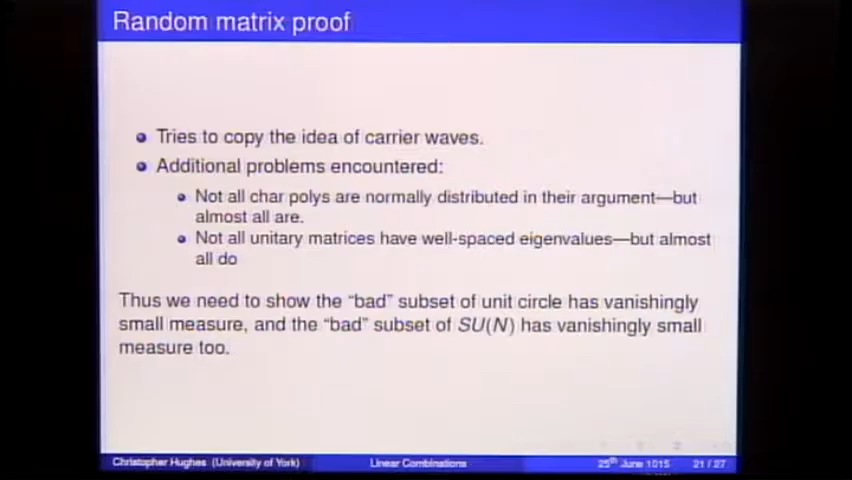 Random matrix proof
Tries to copy the idea of carrier waves.
Additional problems encountered:
Not all char polys are normally distributed in their argument—but
almost all are.
Not all unitary matrices have well-spaced eigenvalues—but almost
all do
Thus we need to show the “bad” subset of unit circle has vanishingly
small measure, and the “bad” subset of SU(N) has vanishingly small
measure too.
Christopher Hughes (University of York) Linear Combinations 25th June 1015 21 / 27